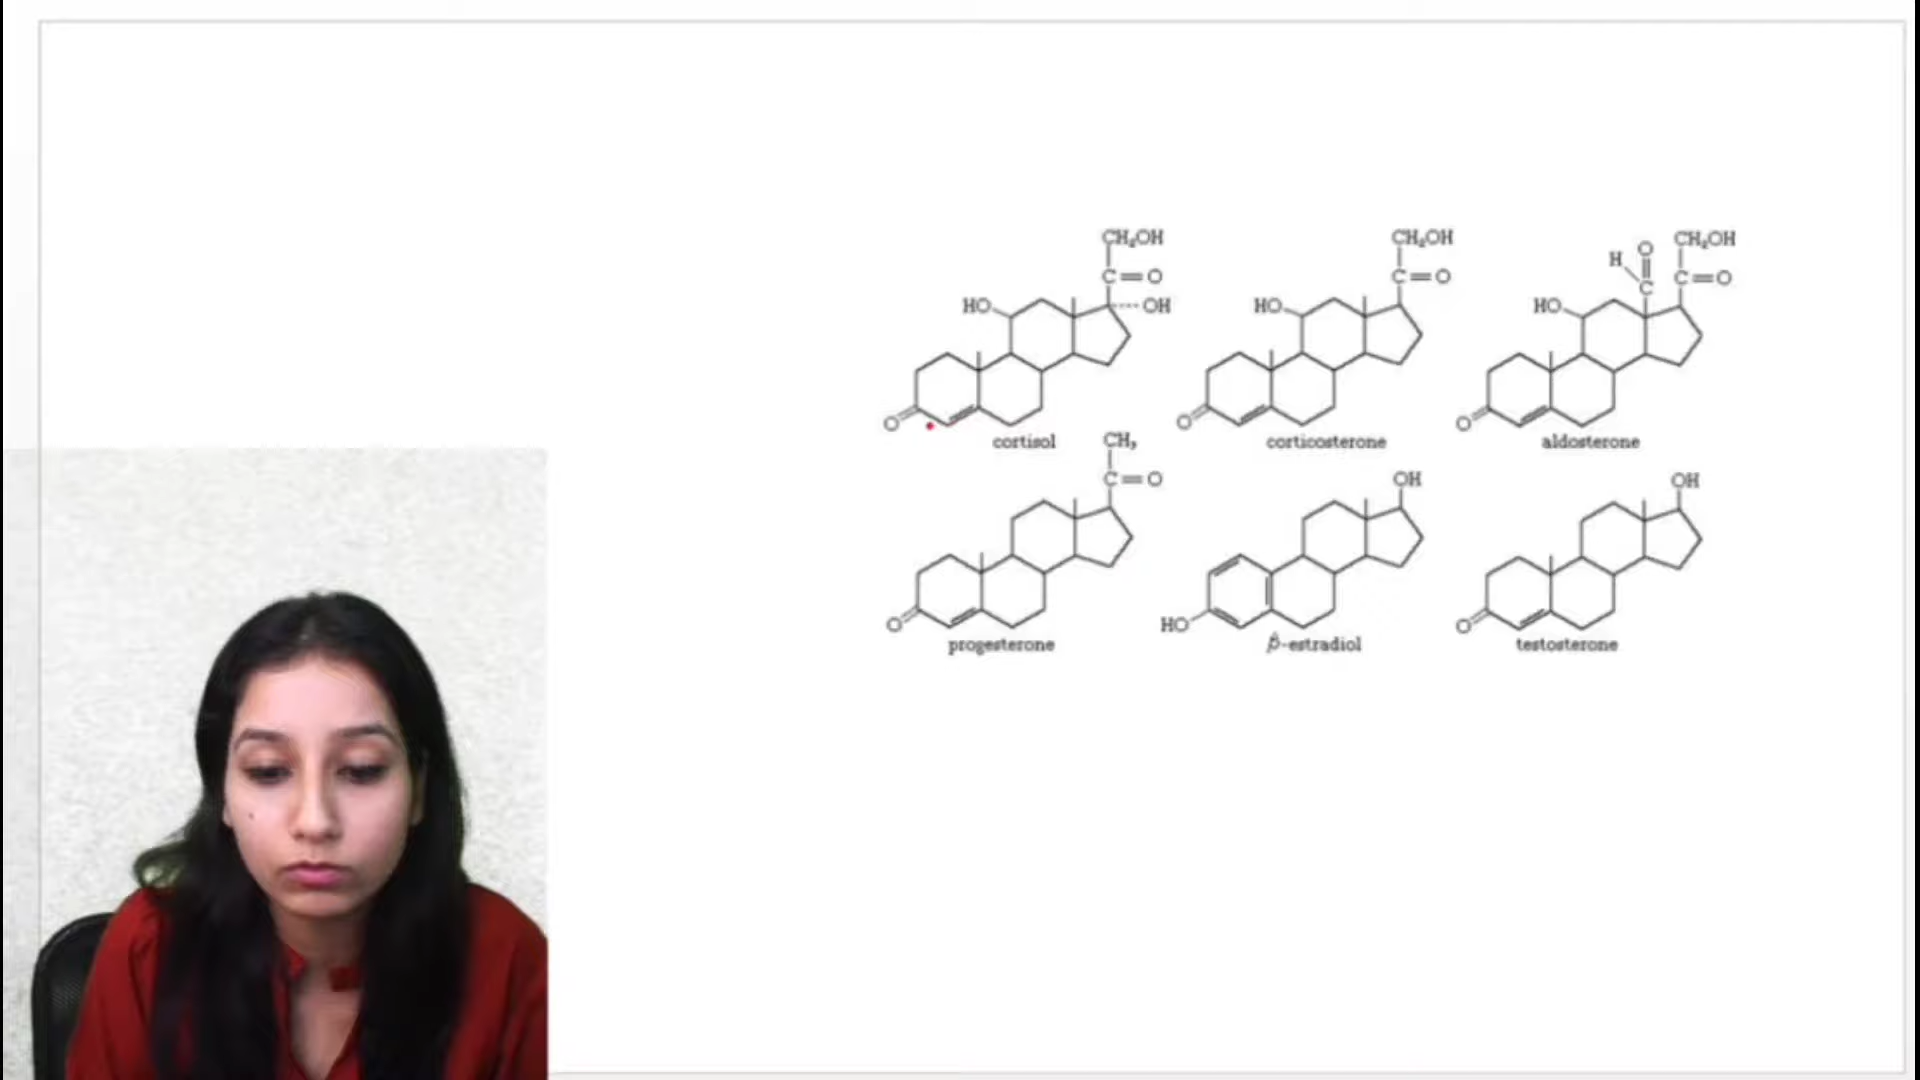 CH₂OH CH₂OH CH₂OH
H O
C=O C=O C C=O
HO OH HO HO
O O O
cortisol corticosterone aldosterone
CH₃
C=O OH OH
O HO O
progesterone β-estradiol testosterone